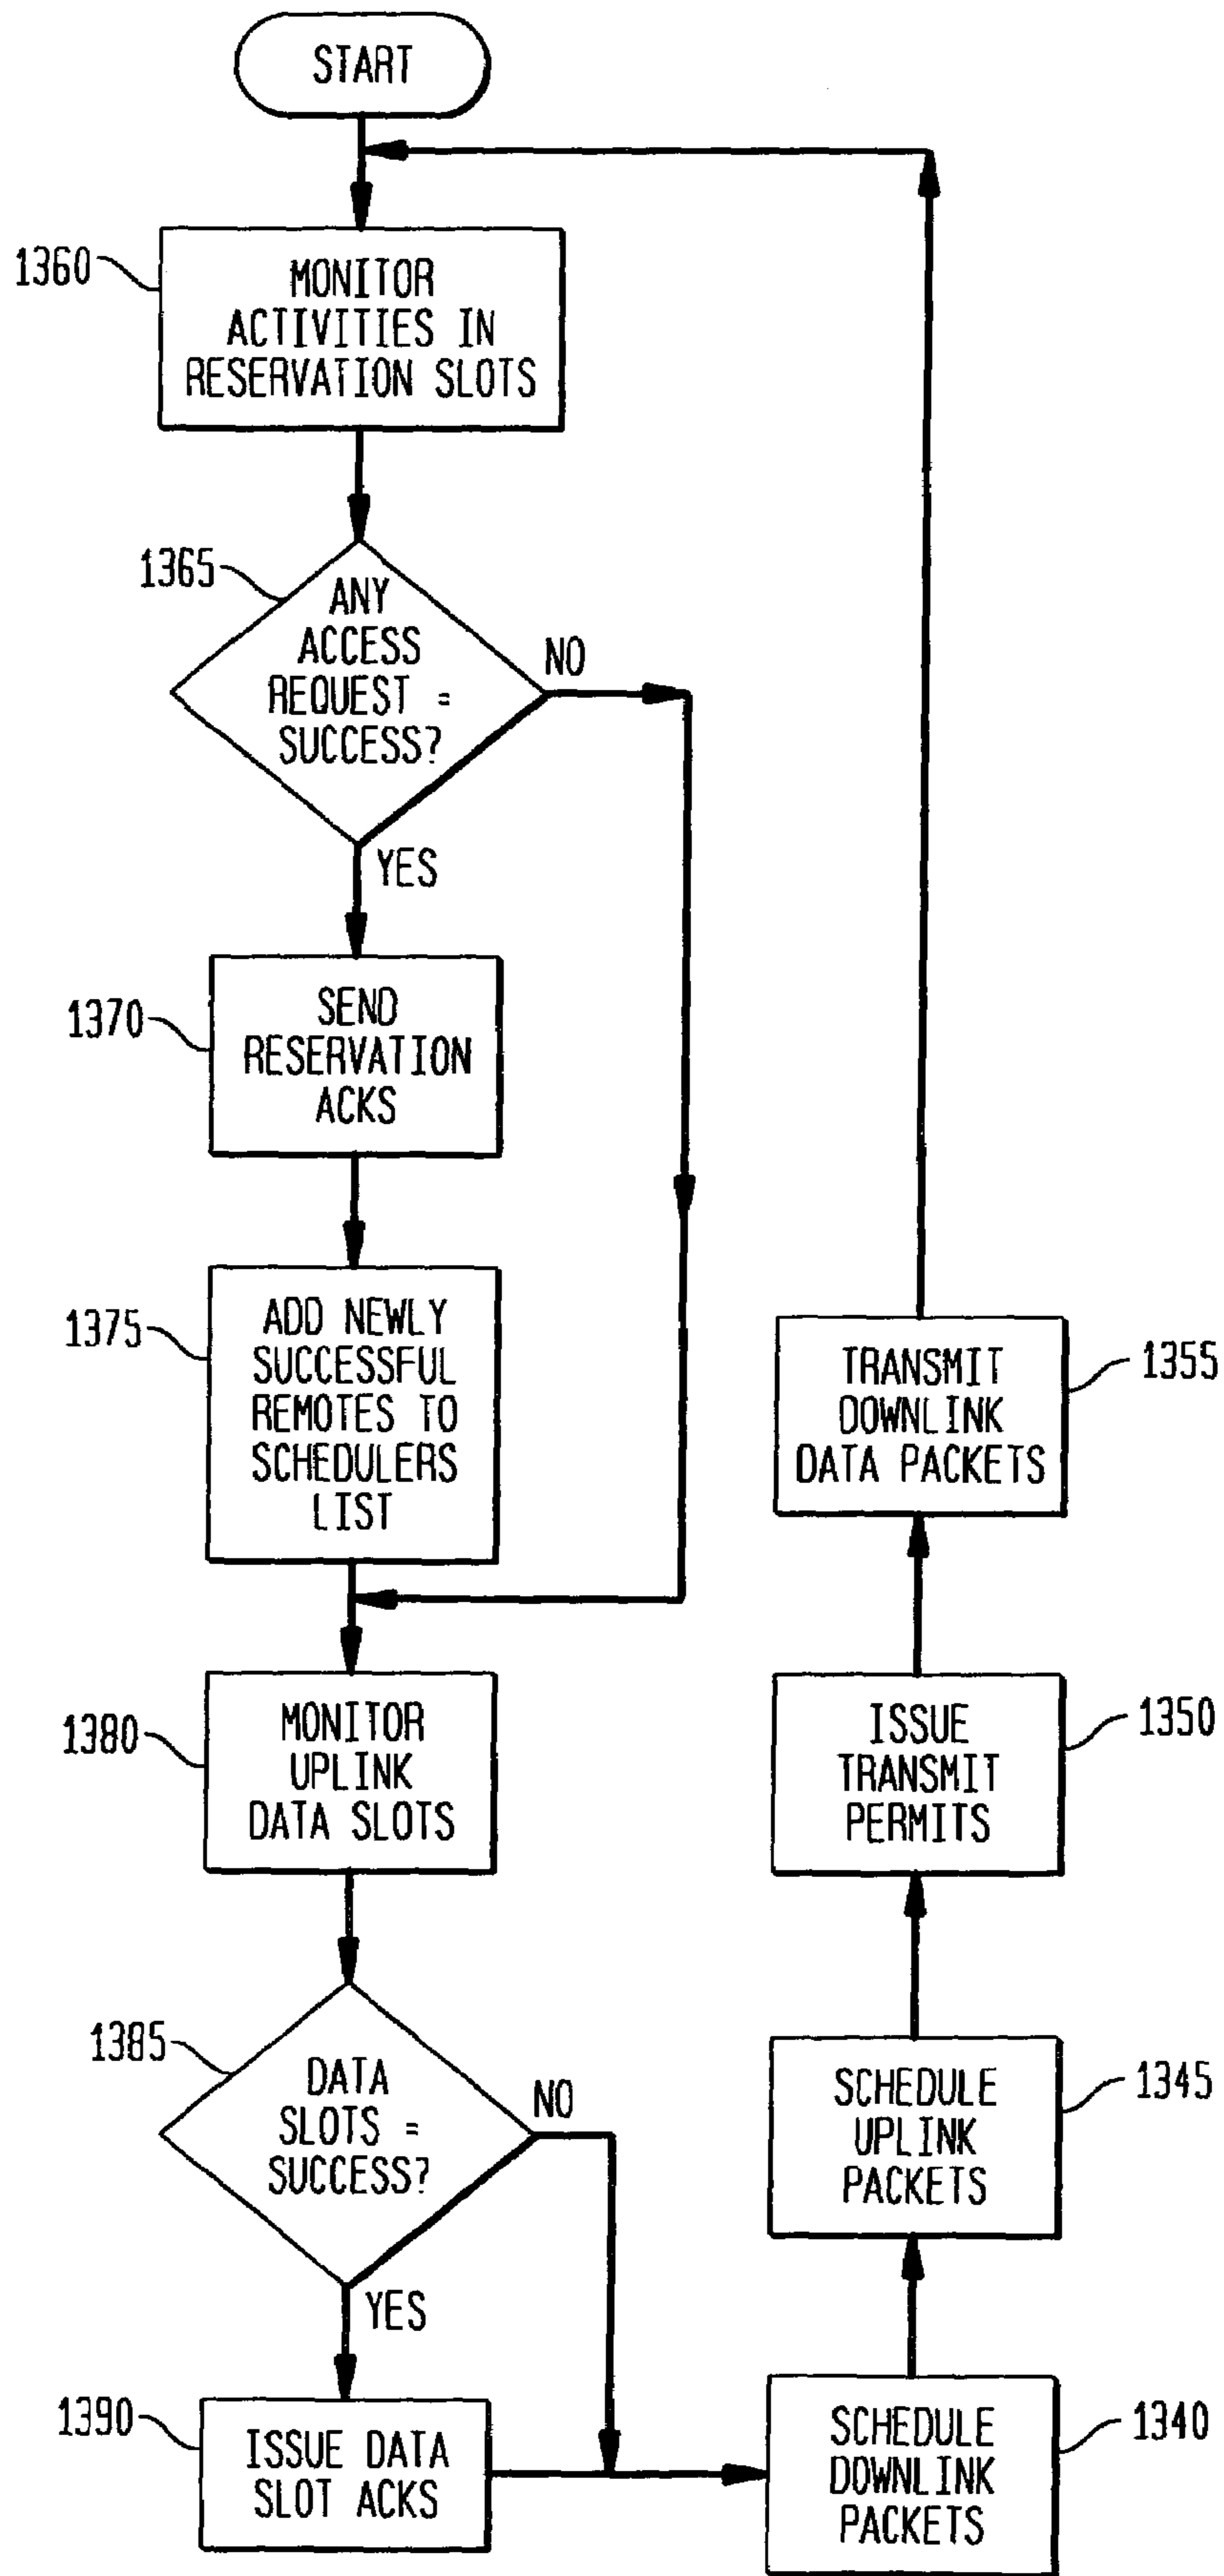 START
1360
MONITOR
ACTIVITIES IN
RESERVATION SLOTS
1365
ANY
ACCESS
REQUEST =
SUCCESS?
NO
YES
1370
SEND
RESERVATION
ACKS
1375
ADD NEWLY
SUCCESSFUL
REMOTES TO
SCHEDULERS
LIST
1380
MONITOR
UPLINK
DATA SLOTS
1385
DATA
SLOTS =
SUCCESS?
NO
YES
1390
ISSUE DATA
SLOT ACKS
SCHEDULE
DOWNLINK
PACKETS
1340
SCHEDULE
UPLINK
PACKETS
1345
ISSUE
TRANSMIT
PERMITS
1350
TRANSMIT
DOWNLINK
DATA PACKETS
1355